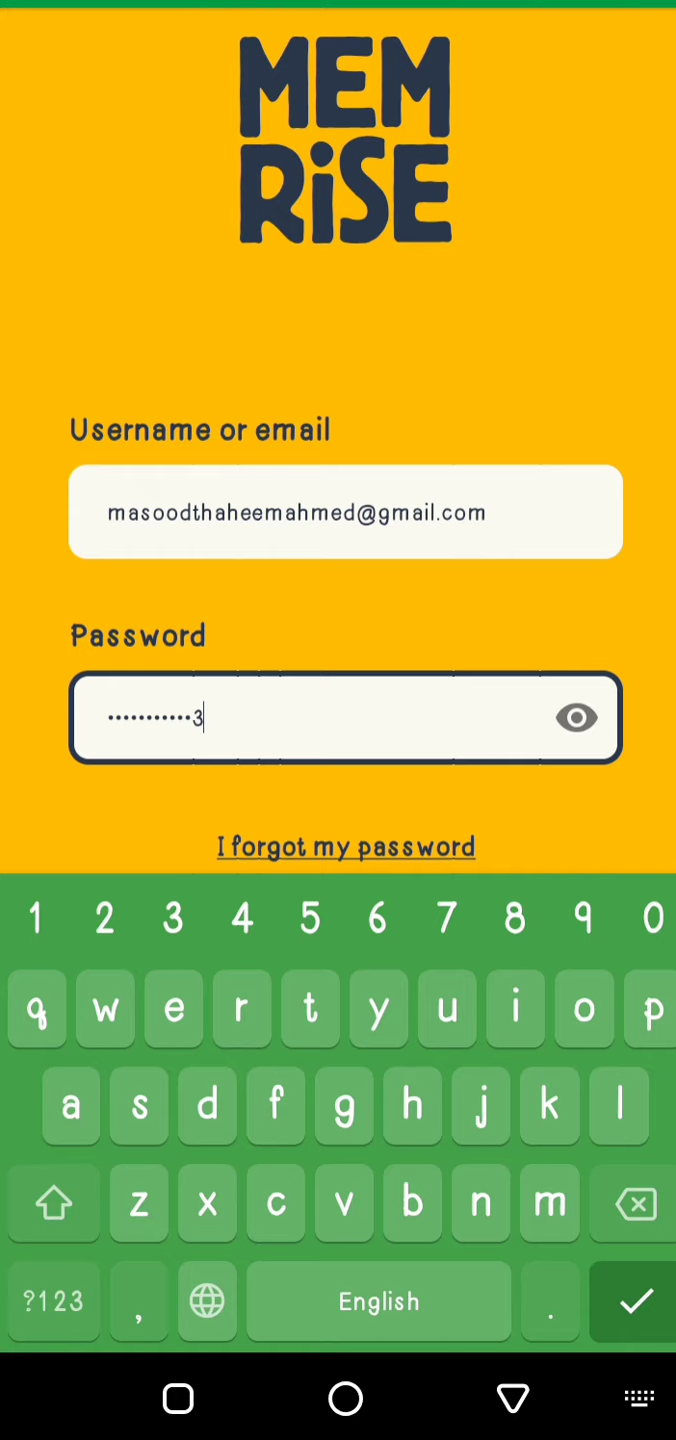 MEM
RiSE
Username or email
masoodthaheemahmed@gmail.com
Password
•••••••••••3
I forgot my password
1 2 3 4 5 6 7 8 9 0
q w e r t y u i o p
a s d f g h j k l
z x c v b n m
?123 , English .